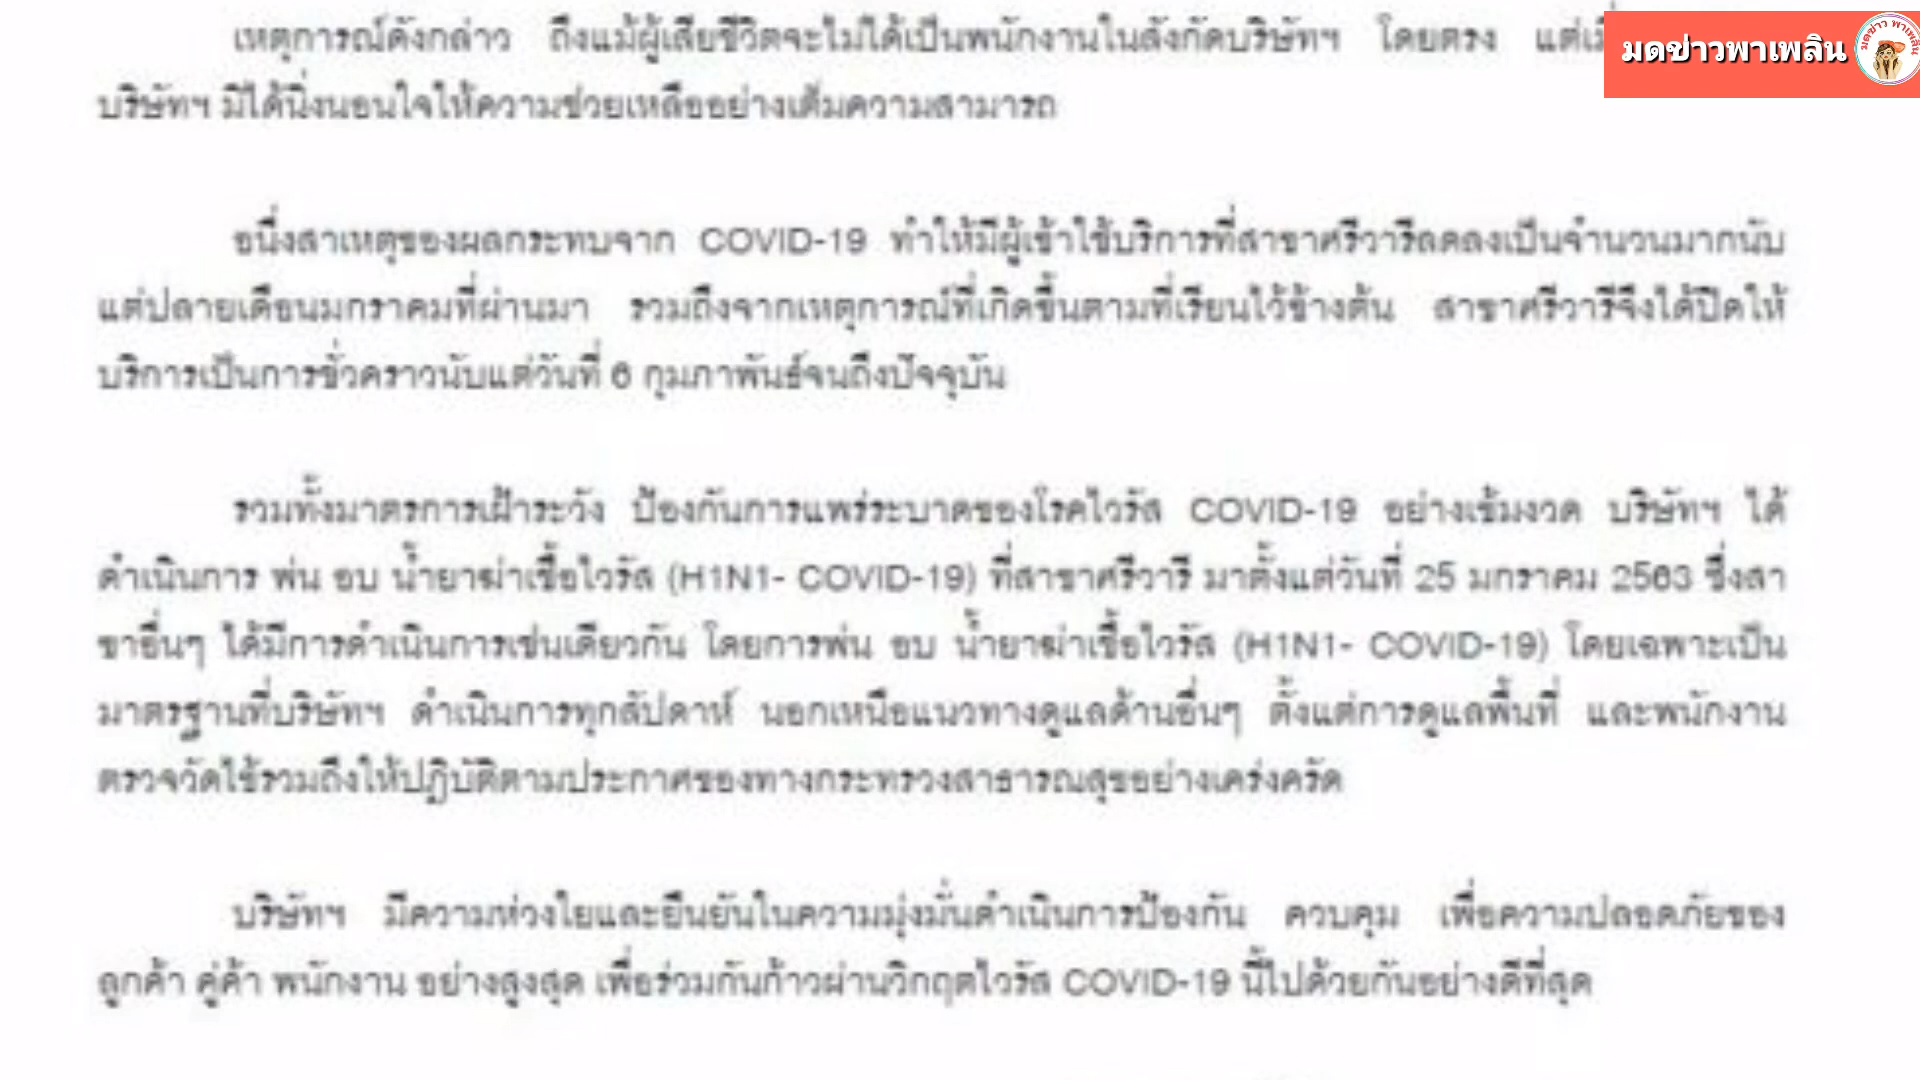 เหตุการณ์ดังกล่าว ถึงแม้ผู้เสียชีวิตจะไม่ได้เป็นพนักงานในสังกัดบริษัทฯ โดยตรง
มดข่าวพาเพลิน
มดข่าว พาเพลิน
บริษัทฯ มิได้นิ่งนอนใจให้ความช่วยเหลืออย่างเต็มความสามารถ
อนึ่งสาเหตุของผลกระทบจาก COVID-19 ทำให้มีผู้เข้าใช้บริการที่สาขาศรีวารีลดลงเป็นจำนวนมากนับ
แต่ปลายเดือนมกราคมที่ผ่านมา รวมถึงจากเหตุการณ์ที่เกิดขึ้นตามที่เรียนไว้ข้างต้น สาขาศรีวารีจึงได้ปิดให้
บริการเป็นการชั่วคราวนับแต่วันที่ 6 กุมภาพันธ์จนถึงปัจจุบัน
รวมทั้งมาตรการเฝ้าระวัง ป้องกันการแพร่ระบาดของโรคไวรัส COVID-19 อย่างเข้มงวด บริษัทฯ ได้
ดำเนินการ พ่น อบ น้ำยาฆ่าเชื้อไวรัส (H1N1- COVID-19) ที่สาขาศรีวารี มาตั้งแต่วันที่ 25 มกราคม 2563 ซึ่งสา
ขาอื่นๆ ได้มีการดำเนินการเช่นเดียวกัน โดยการพ่น อบ น้ำยาฆ่าเชื้อไวรัส (H1N1- COVID-19) โดยเฉพาะเป็น
มาตรฐานที่บริษัทฯ ดำเนินการทุกสัปดาห์ นอกเหนือแนวทางดูแลด้านอื่นๆ ตั้งแต่การดูแลพื้นที่ และพนักงาน
ตรวจวัดไข้รวมถึงให้ปฏิบัติตามประกาศของทางกระทรวงสาธารณสุขอย่างเคร่งครัด
บริษัทฯ มีความห่วงใยและยืนยันในความมุ่งมั่นดำเนินการป้องกัน ควบคุม เพื่อความปลอดภัยของ
ลูกค้า คู่ค้า พนักงาน อย่างสูงสุด เพื่อร่วมกันก้าวผ่านวิกฤตไวรัส COVID-19 นี้ไปด้วยกันอย่างดีที่สุด